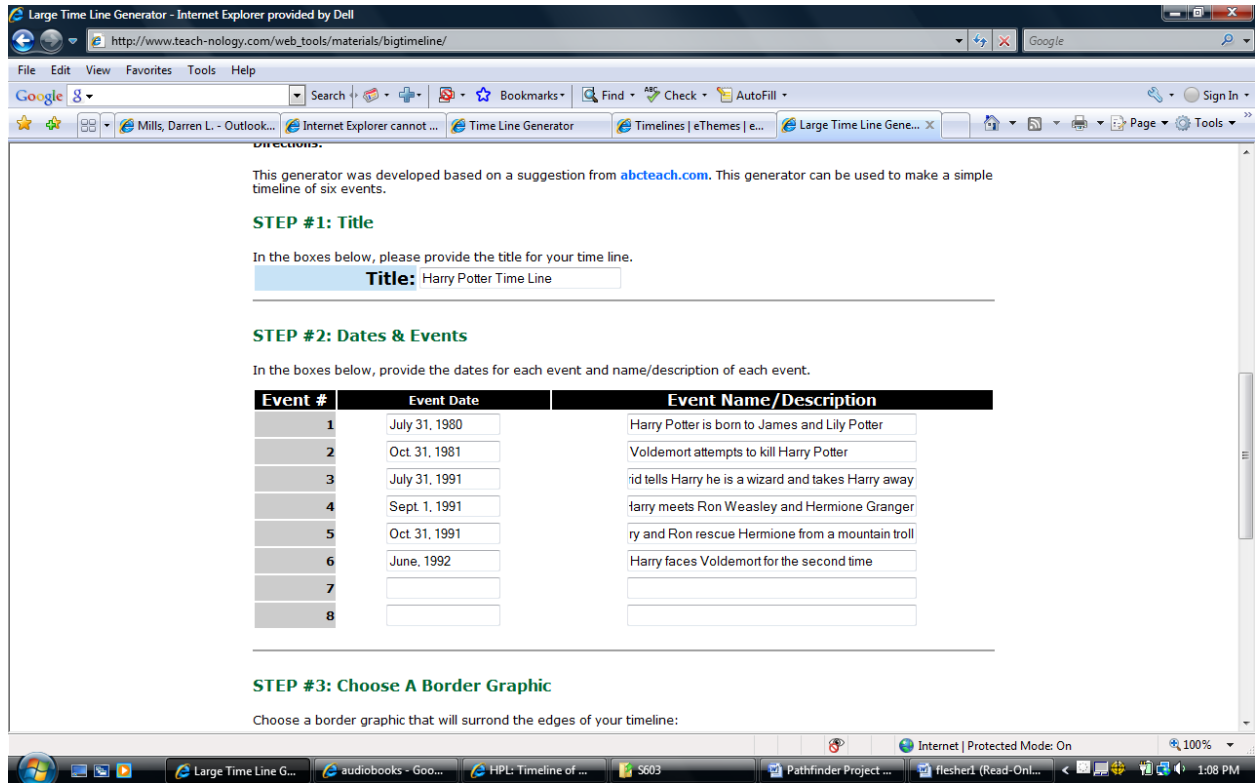 Large Time Line Generator - Internet Explorer provided by Dell
http://www.teach-nology.com/web_tools/materials/bigtimeline/
Google
File Edit View Favorites Tools Help
Google
Search
Bookmarks
Find
Check
AutoFill
Sign In
Mills, Darren L. - Outlook...
Internet Explorer cannot ...
Time Line Generator
Timelines | eThemes | e...
Large Time Line Gene...
Page
Tools
Directions:
This generator was developed based on a suggestion from abcteach.com. This generator can be used to make a simple
timeline of six events.
STEP #1: Title
In the boxes below, please provide the title for your time line.
Title: Harry Potter Time Line
STEP #2: Dates & Events
In the boxes below, provide the dates for each event and name/description of each event.
Event # Event Date Event Name/Description
1 July 31, 1980 Harry Potter is born to James and Lily Potter
2 Oct. 31, 1981 Voldemort attempts to kill Harry Potter
3 July 31, 1991 rid tells Harry he is a wizard and takes Harry away
4 Sept. 1, 1991 Harry meets Ron Weasley and Hermione Granger
5 Oct. 31, 1991 ry and Ron rescue Hermione from a mountain troll
6 June, 1992 Harry faces Voldemort for the second time
7
8
STEP #3: Choose A Border Graphic
Choose a border graphic that will surrond the edges of your timeline:
Internet | Protected Mode: On
100%
Large Time Line G...
audiobooks - Goo...
HPL: Timeline of ...
S603
Pathfinder Project ...
flesher1 (Read-Onl...
1:08 PM